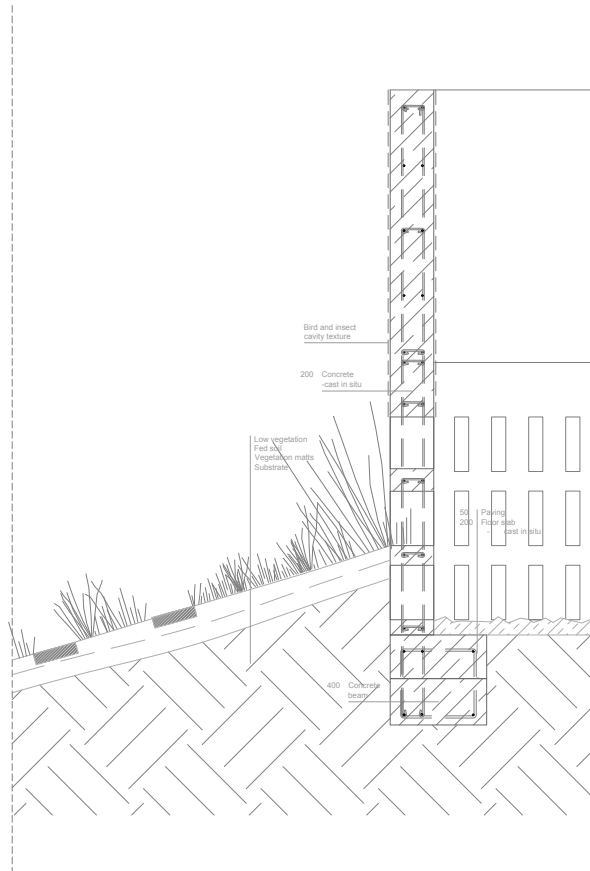 Bird and insect
cavity texture
200 Concrete
-cast in situ
Low vegetation
Fed soil
Vegetation matts
Substrate
50 Paving
200 Floor slab
- cast in situ
400 Concrete
beam